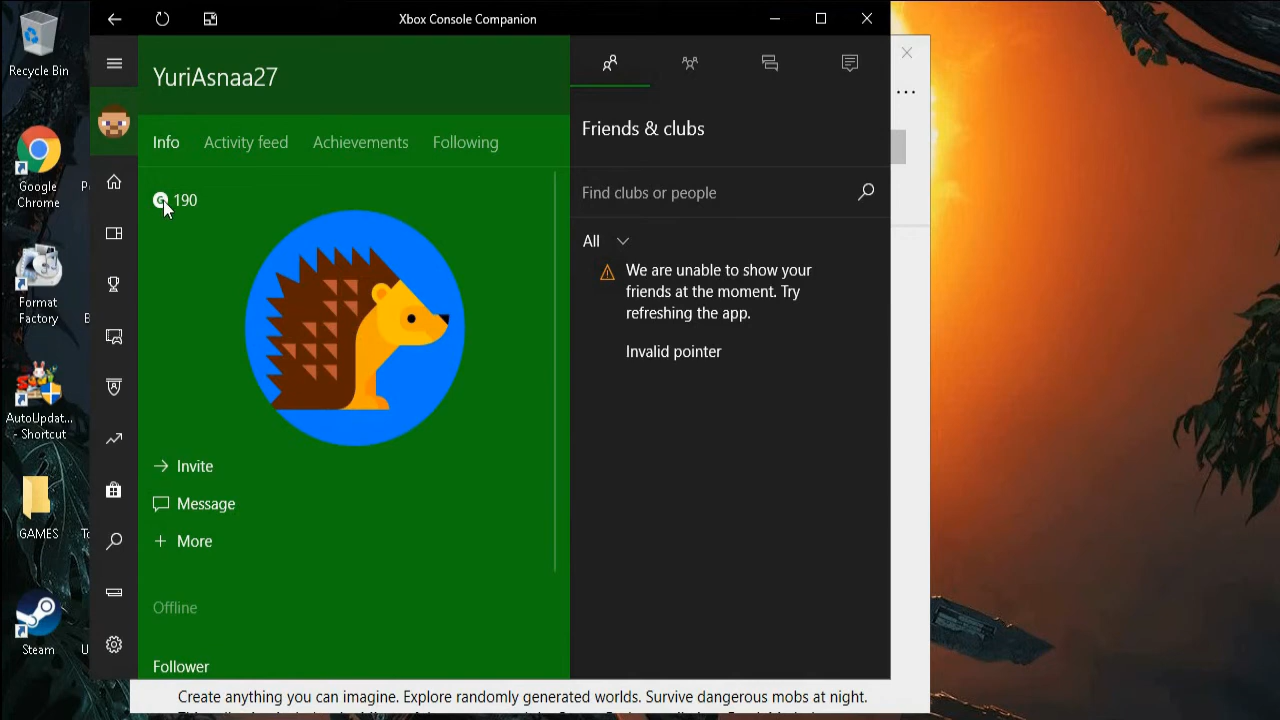 Xbox Console Companion
Recycle Bin
Google
Chrome
Format
Factory
AutoUpdat...
- Shortcut
GAMES
Steam
YuriAsnaa27
Info
Activity feed
Achievements
Following
190
Invite
Message
More
Offline
Follower
Friends & clubs
Find clubs or people
All
We are unable to show your
friends at the moment. Try
refreshing the app.
Invalid pointer
Create anything you can imagine. Explore randomly generated worlds. Survive dangerous mobs at night.